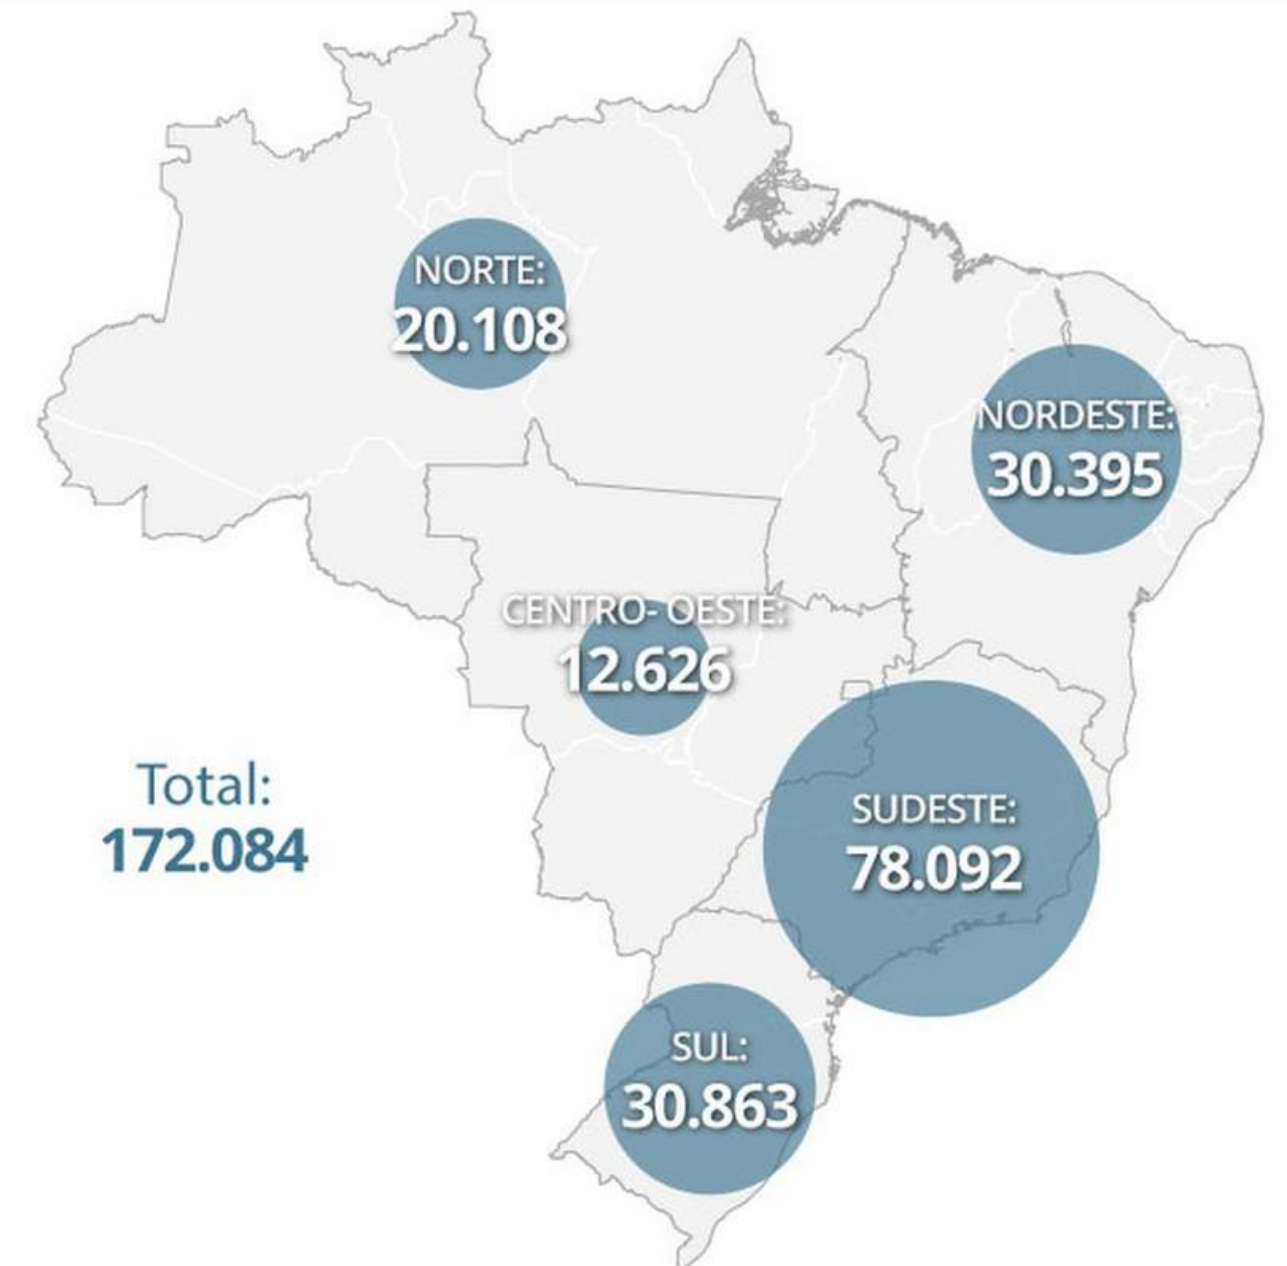 NORTE:
20.108
NORDESTE:
30.395
CENTRO- OESTE:
12.626
Total:
172.084
SUDESTE:
78.092
SUL:
30.863